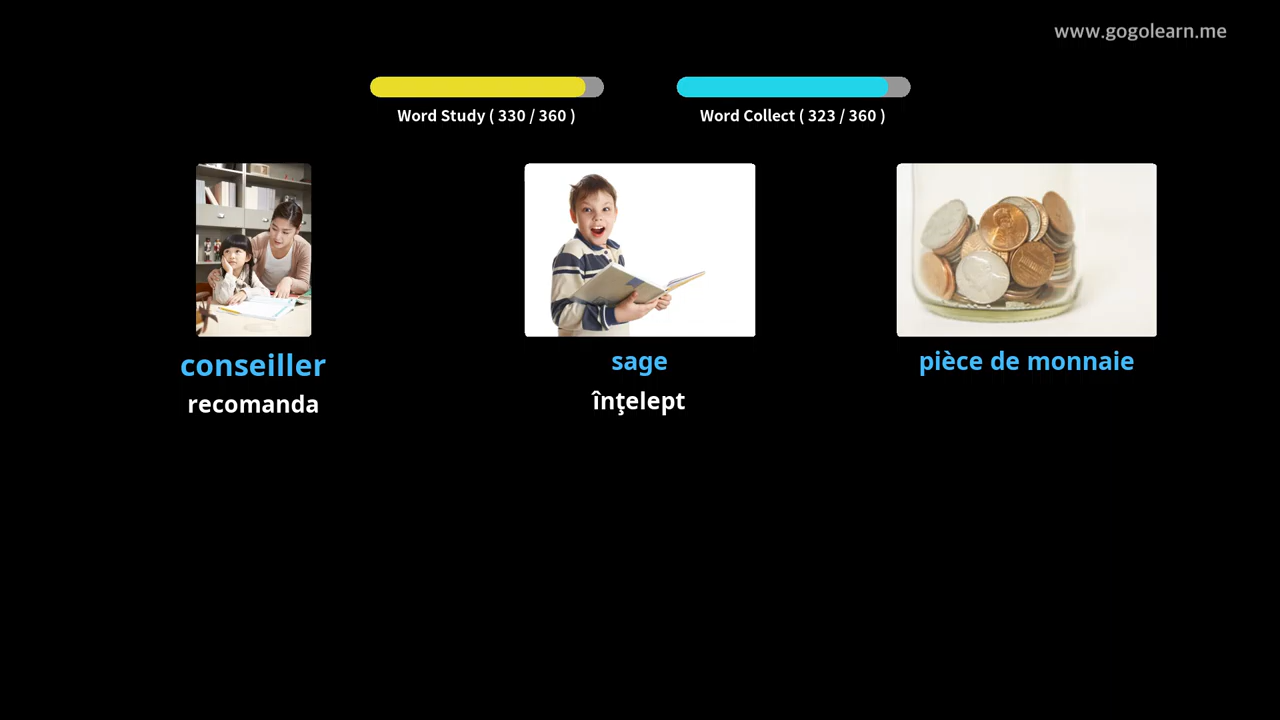 www.gogolearn.me
Word Study ( 330 / 360 )
Word Collect ( 323 / 360 )
conseiller
recomanda
sage
înţelept
pièce de monnaie